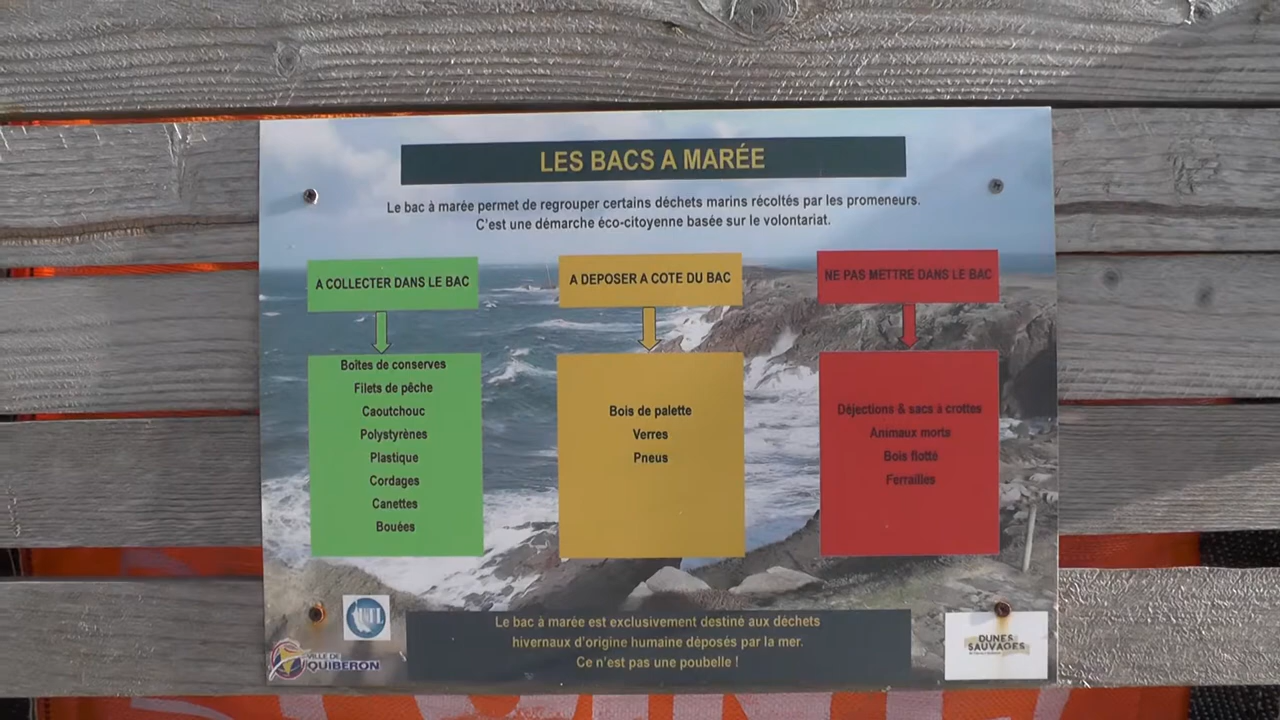 LES BACS A MARÉE
Le bac à marée permet de regrouper certains déchets marins récoltés par les promeneurs.
C'est une démarche éco-citoyenne basée sur le volontariat.
A COLLECTER DANS LE BAC
Boîtes de conserves
Filets de pêche
Caoutchouc
Polystyrènes
Plastique
Cordages
Canettes
Bouées
A DEPOSER A COTE DU BAC
Bois de palette
Verres
Pneus
NE PAS METTRE DANS LE BAC
Déjections & sacs à crottes
Animaux morts
Bois flotté
Ferrailles
Le bac à marée est exclusivement destiné aux déchets
hivernaux d'origine humaine déposés par la mer.
Ce n'est pas une poubelle !
VILLE DE
QUIBERON
DUNES
SAUVAGES